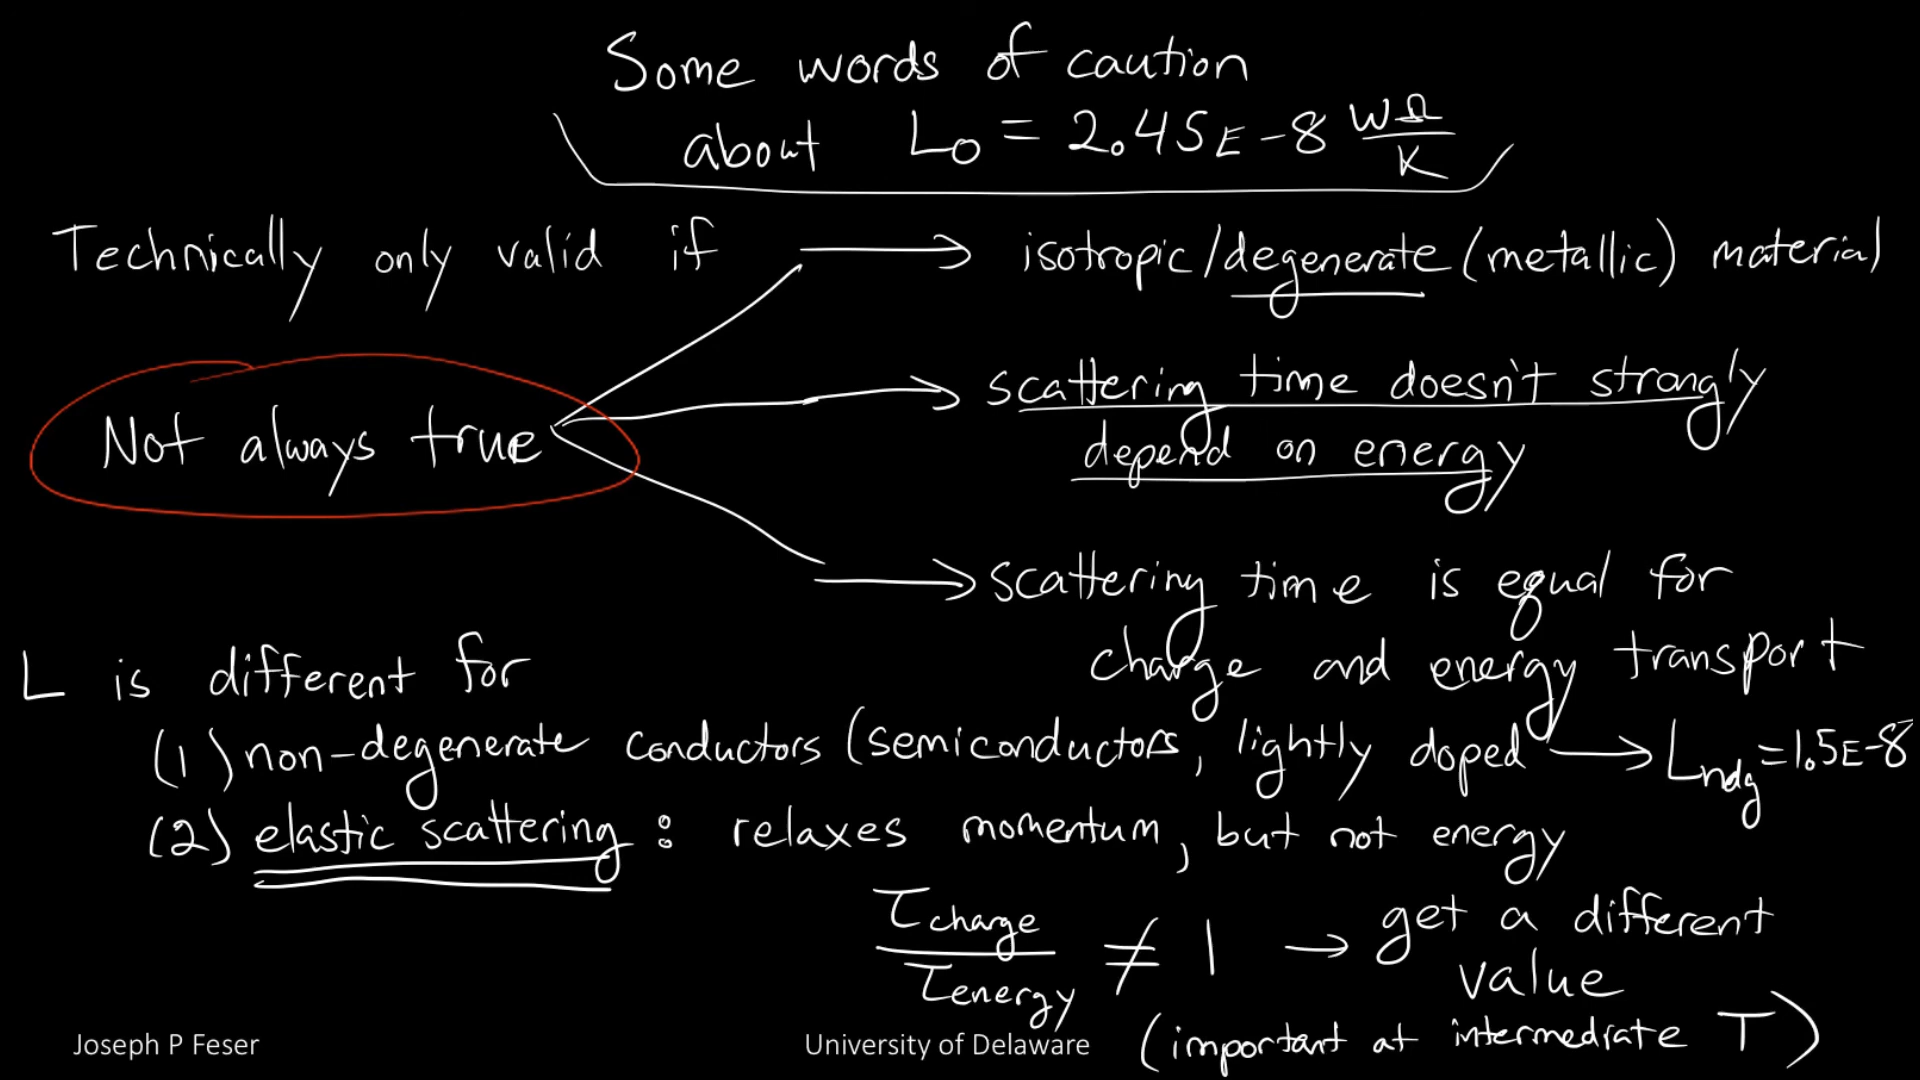 Some words of caution
about L₀ = 2.45E-8 WΩ/K
Technically only valid if → isotropic/degenerate (metallic) material
Not always true → scattering time doesn't strongly
depend on energy
→ scattering time is equal for
charge and energy transport
L is different for
(1) non-degenerate conductors (semiconductors, lightly doped → Lndg = 1.5E-8
(2) elastic scattering : relaxes momentum, but not energy
τcharge/τenergy ≠ 1 → get a different
value
(important at intermediate T)
Joseph P Feser
University of Delaware